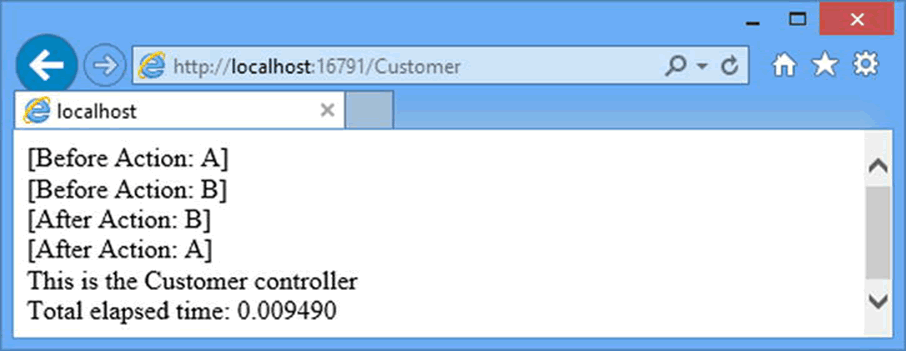 http://localhost:16791/Customer
localhost
[Before Action: A]
[Before Action: B]
[After Action: B]
[After Action: A]
This is the Customer controller
Total elapsed time: 0.009490